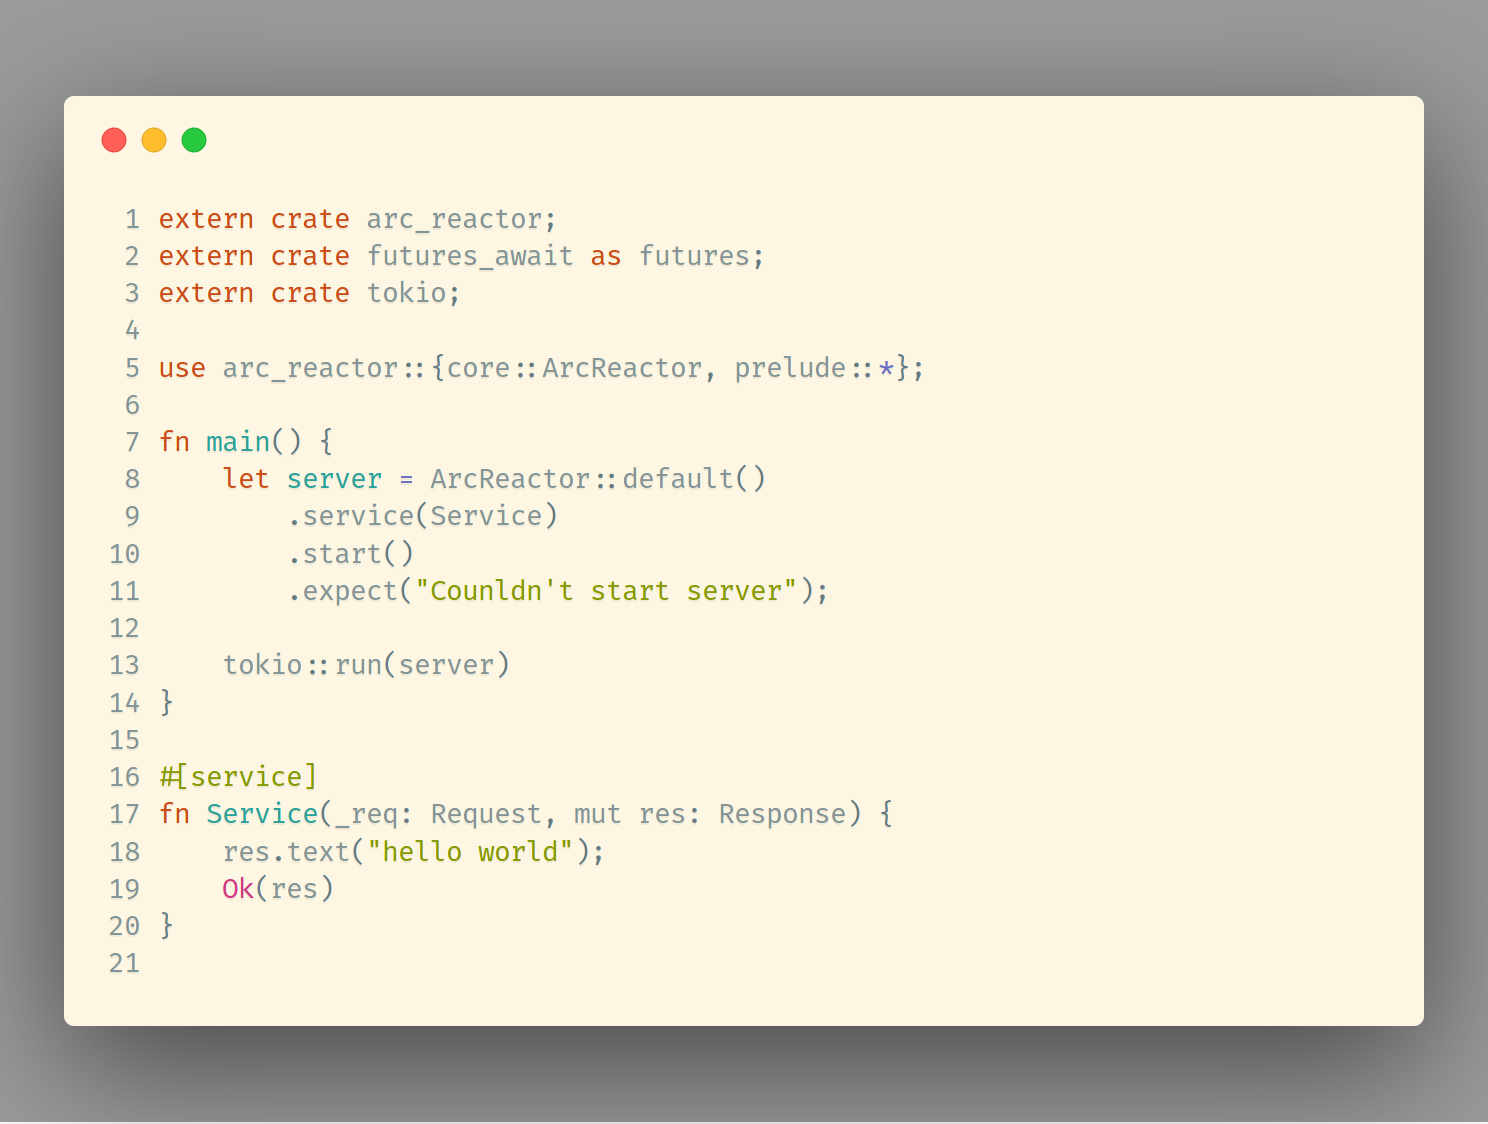 1 extern crate arc_reactor;
2 extern crate futures_await as futures;
3 extern crate tokio;
4
5 use arc_reactor::{core::ArcReactor, prelude::*};
6
7 fn main() {
8     let server = ArcReactor::default()
9         .service(Service)
10         .start()
11         .expect("Counldn't start server");
12
13     tokio::run(server)
14 }
15
16 #[service]
17 fn Service(_req: Request, mut res: Response) {
18     res.text("hello world");
19     Ok(res)
20 }
21